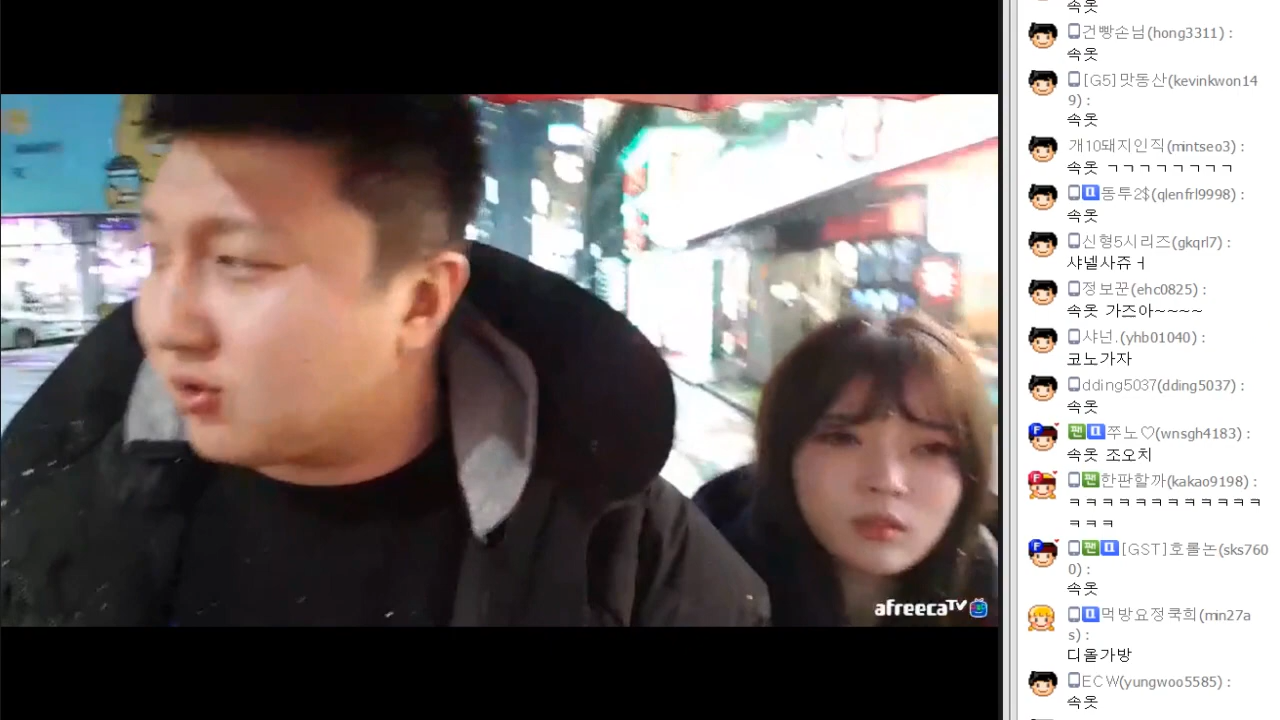 속옷
건빵손님(hong3311) :
속옷
[G5]맛동산(kevinkwon14
9) :
속옷
개10돼지인직(mintseo3) :
속옷 ㄱㄱㄱㄱㄱㄱㄱㄱ
동투2$(qlenfrl9998) :
속옷
신형5시리즈(gkqrl7) :
샤넬사쥬ㅓ
정보꾼(ehc0825) :
속옷 가즈아~~~~
샤넌.(yhb01040) :
코노가자
dding5037(dding5037) :
속옷
팬 쭈노♡(wnsgh4183) :
속옷 조오치
팬 한판할까(kakao9198) :
ㅋㅋㅋㅋㅋㅋㅋㅋㅋㅋㅋㅋ
ㅋㅋㅋ
팬 [GST]호롤논(sks760
0) :
속옷
먹방요정쿡희(min27a
s) :
디올가방
ECW(yungwoo5585) :
속옷
afreecaTV